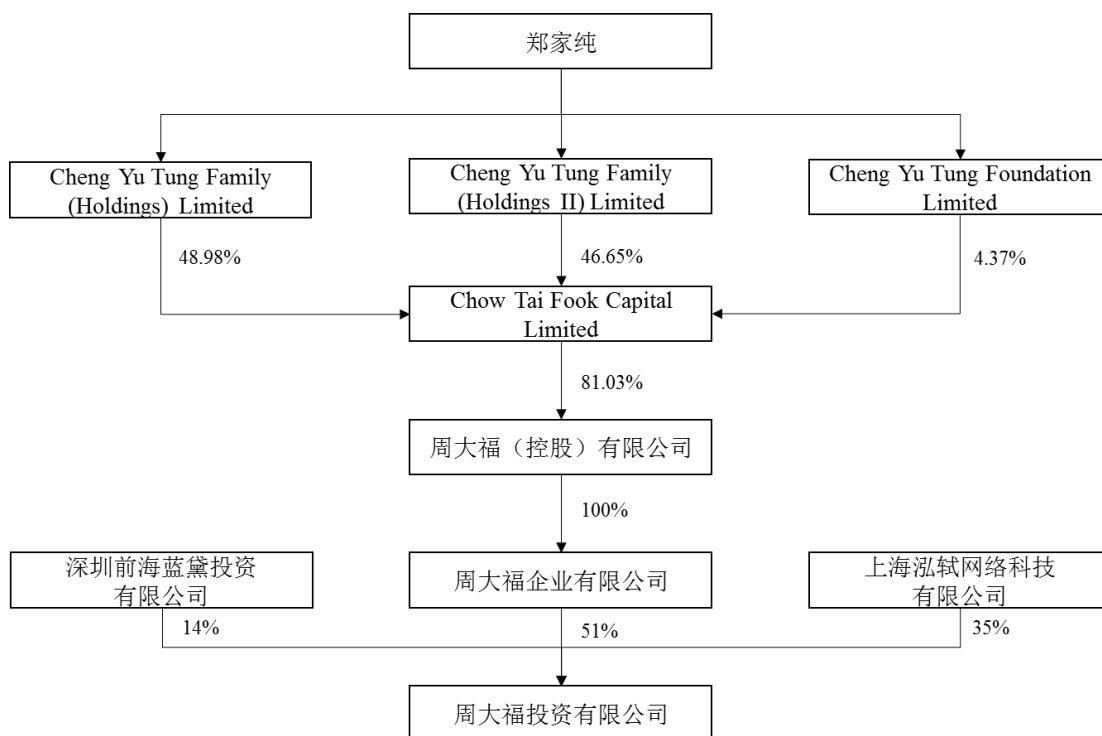 郑家纯
Cheng Yu Tung Family
(Holdings) Limited
Cheng Yu Tung Family
(Holdings II) Limited
Cheng Yu Tung Foundation
Limited
48.98%
46.65%
4.37%
Chow Tai Fook Capital
Limited
81.03%
周大福（控股）有限公司
100%
深圳前海蓝黛投资
有限公司
周大福企业有限公司
上海泓轼网络科技
有限公司
14%
51%
35%
周大福投资有限公司